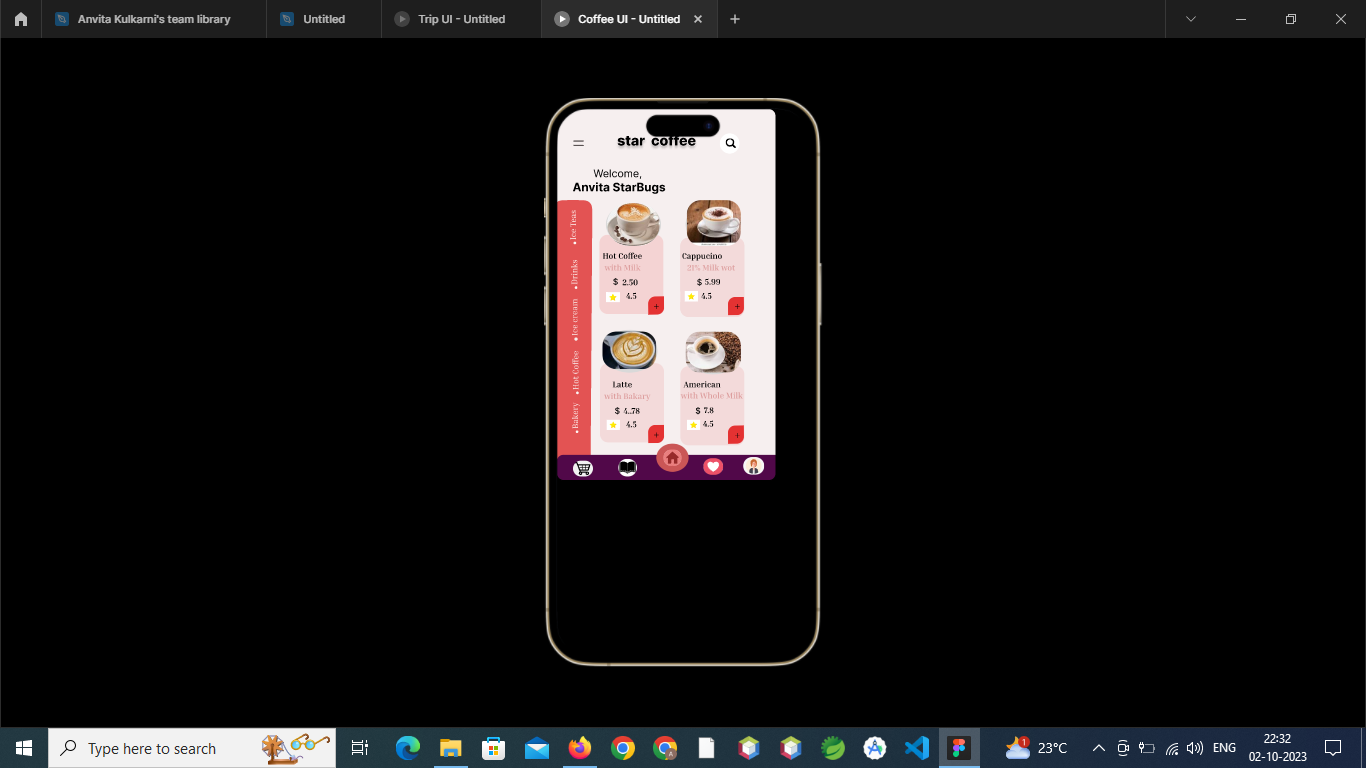 Anvita Kulkarni's team library
Untitled
Trip UI - Untitled
Coffee UI - Untitled
star coffee
Welcome,
Anvita StarBugs
Ice Teas
Drinks
Ice cream
Hot Coffee
Bakery
Hot Coffee
with Milk
$ 2.50
4.5
+
Cappucino
21% Milk wut
$ 5.99
4.5
+
Latte
with Bakary
$ 4.78
4.5
+
American
with Whole Milk
$ 7.8
4.5
+
Type here to search
1
23°C
ENG
22:32
02-10-2023